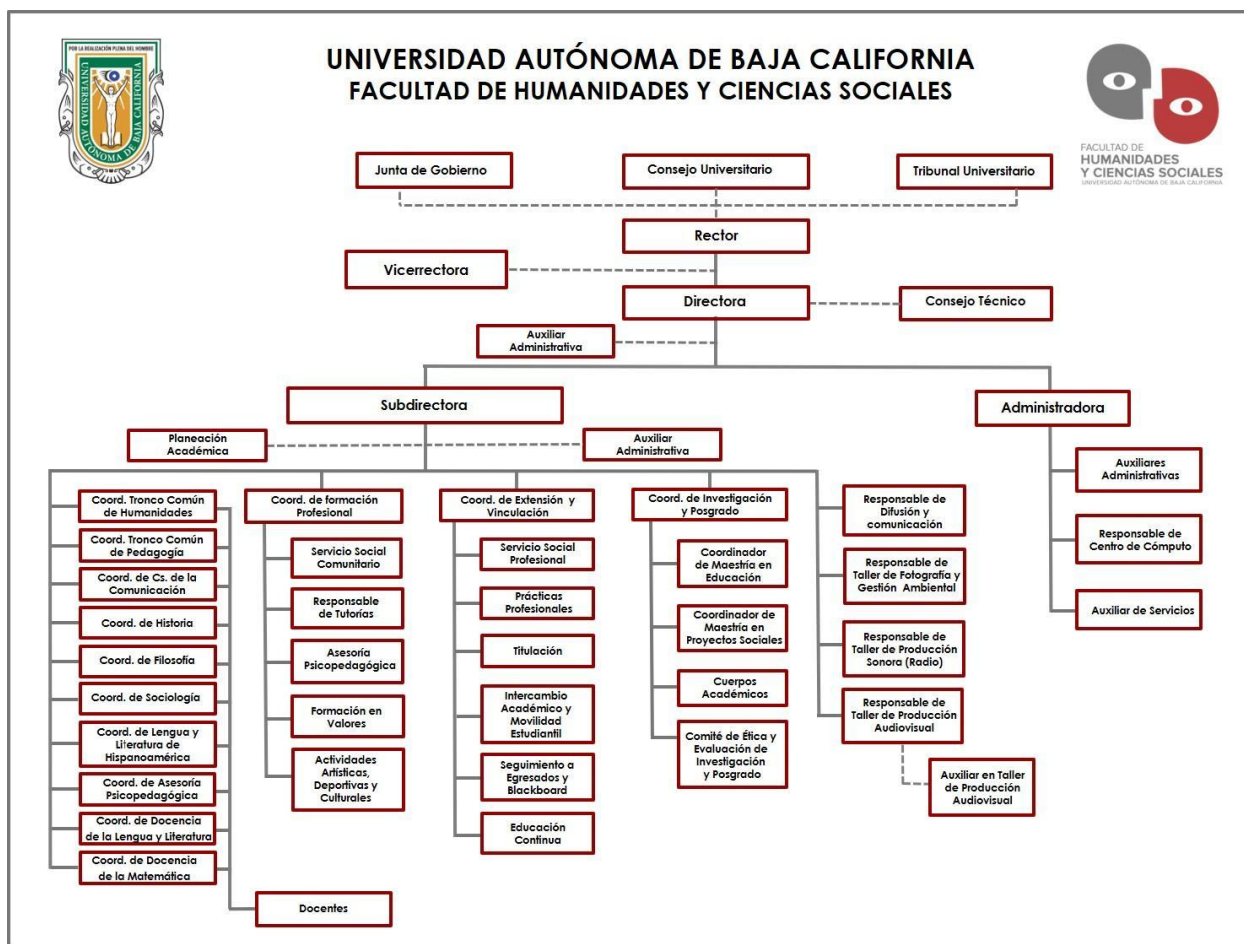 POR LA REALIZACIÓN PLENA DEL HOMBRE
UNIVERSIDAD AUTÓNOMA DE BAJA CALIFORNIA
UNIVERSIDAD AUTÓNOMA DE BAJA CALIFORNIA
FACULTAD DE HUMANIDADES Y CIENCIAS SOCIALES
FACULTAD DE
HUMANIDADES
Y CIENCIAS SOCIALES
UNIVERSIDAD AUTÓNOMA DE BAJA CALIFORNIA
Junta de Gobierno
Consejo Universitario
Tribunal Universitario
Rector
Vicerrectora
Directora
Consejo Técnico
Auxiliar
Administrativa
Subdirectora
Administradora
Planeación
Académica
Auxiliar
Administrativa
Coord. Tronco Común
de Humanidades
Coord. Tronco Común
de Pedagogía
Coord. de Cs. de la
Comunicación
Coord. de Historia
Coord. de Filosofía
Coord. de Sociología
Coord. de Lengua y
Literatura de
Hispanoamérica
Coord. de Asesoría
Psicopedagógica
Coord. de Docencia
de la Lengua y Literatura
Coord. de Docencia
de la Matemática
Docentes
Coord. de formación
Profesional
Servicio Social
Comunitario
Responsable
de Tutorías
Asesoría
Psicopedagógica
Formación en
Valores
Actividades
Artísticas,
Deportivas y
Culturales
Coord. de Extensión y
Vinculación
Servicio Social
Profesional
Prácticas
Profesionales
Titulación
Intercambio
Académico y
Movilidad
Estudiantil
Seguimiento a
Egresados y
Blackboard
Educación
Continua
Coord. de Investigación
y Posgrado
Coordinador
de Maestría en
Educación
Coordinador de
Maestría en
Proyectos Sociales
Cuerpos
Académicos
Comité de Ética y
Evaluación de
Investigación
y Posgrado
Responsable de
Difusión y
comunicación
Responsable de
Taller de Fotografía y
Gestión Ambiental
Responsable de
Taller de Producción
Sonora (Radio)
Responsable de
Taller de Producción
Audiovisual
Auxiliar en Taller
de Producción
Audiovisual
Auxiliares
Administrativas
Responsable de
Centro de Cómputo
Auxiliar de Servicios